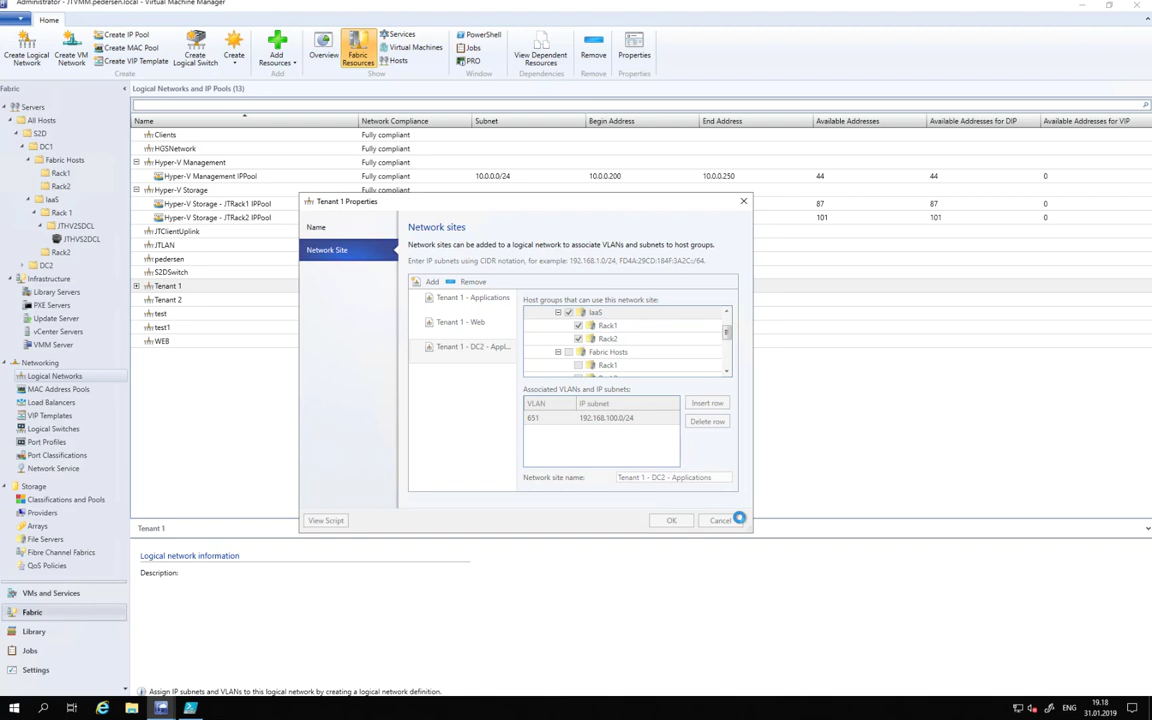 Administrator - JTVMM.pedersen.local - Virtual Machine Manager
Home
Create Logical Network
Create VM Network
Create IP Pool
Create MAC Pool
Create VIP Template
Create Logical Switch
Create
Create
Add Resources
Add
Overview
Fabric Resources
Services
Virtual Machines
Hosts
Show
PowerShell
Jobs
PRO
Window
View Dependent Resources
Dependencies
Remove
Remove
Properties
Properties
Fabric
Servers
All Hosts
S2D
DC1
Fabric Hosts
Rack1
Rack2
IaaS
Rack 1
JTHV2SDCL
JTHVS2DCL
Rack2
DC2
Infrastructure
Library Servers
PXE Servers
Update Server
vCenter Servers
VMM Server
Networking
Logical Networks
MAC Address Pools
Load Balancers
VIP Templates
Logical Switches
Port Profiles
Port Classifications
Network Service
Storage
Classifications and Pools
Providers
Arrays
File Servers
Fibre Channel Fabrics
QoS Policies
VMs and Services
Fabric
Library
Jobs
Settings
Logical Networks and IP Pools (13)
Name Network Compliance Subnet Begin Address End Address Available Addresses Available Addresses for DIP Available Addresses for VIP
Clients Fully compliant
HGSNetwork Fully compliant
Hyper-V Management Fully compliant
Hyper-V Management IPPool 10.0.0.0/24 10.0.0.200 10.0.0.250 44 44 0
Hyper-V Storage Fully compliant
Hyper-V Storage - JTRack1 IPPool 87 87 0
Hyper-V Storage - JTRack2 IPPool 101 101 0
JTClientUplink
JTLAN
pedersen
S2DSwitch
Tenant 1
Tenant 2
test
test1
WEB
Tenant 1 Properties
Name
Network Site
Network sites
Network sites can be added to a logical network to associate VLANs and subnets to host groups.
Enter IP subnets using CIDR notation, for example: 192.168.1.0/24, FD4A:29CD:184F:3A2C::/64.
Add Remove
Tenant 1 - Applications
Tenant 1 - Web
Tenant 1 - DC2 - Appl...
Host groups that can use this network site:
IaaS
Rack1
Rack2
Fabric Hosts
Rack1
Associated VLANs and IP subnets:
VLAN IP subnet
651 192.168.100.0/24
Insert row
Delete row
Network site name: Tenant 1 - DC2 - Applications
View Script OK Cancel
Tenant 1
Logical network information
Description:
Assign IP subnets and VLANs to this logical network by creating a logical network definition.
ENG
19.18
31.01.2019